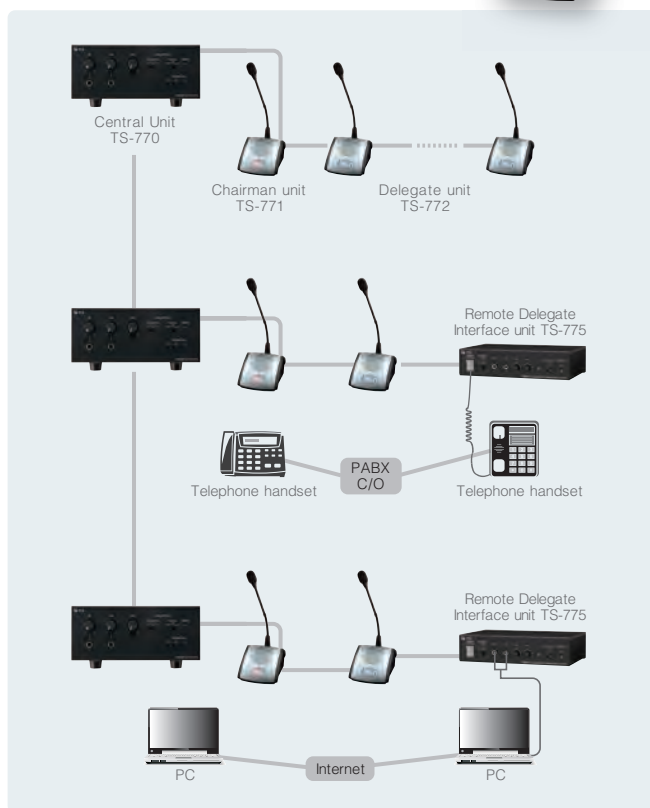 Central Unit
TS-770
Chairman unit
TS-771
Delegate unit
TS-772
Remote Delegate
Interface unit TS-775
PABX
C/O
Telephone handset
Telephone handset
Remote Delegate
Interface unit TS-775
Internet
PC
PC